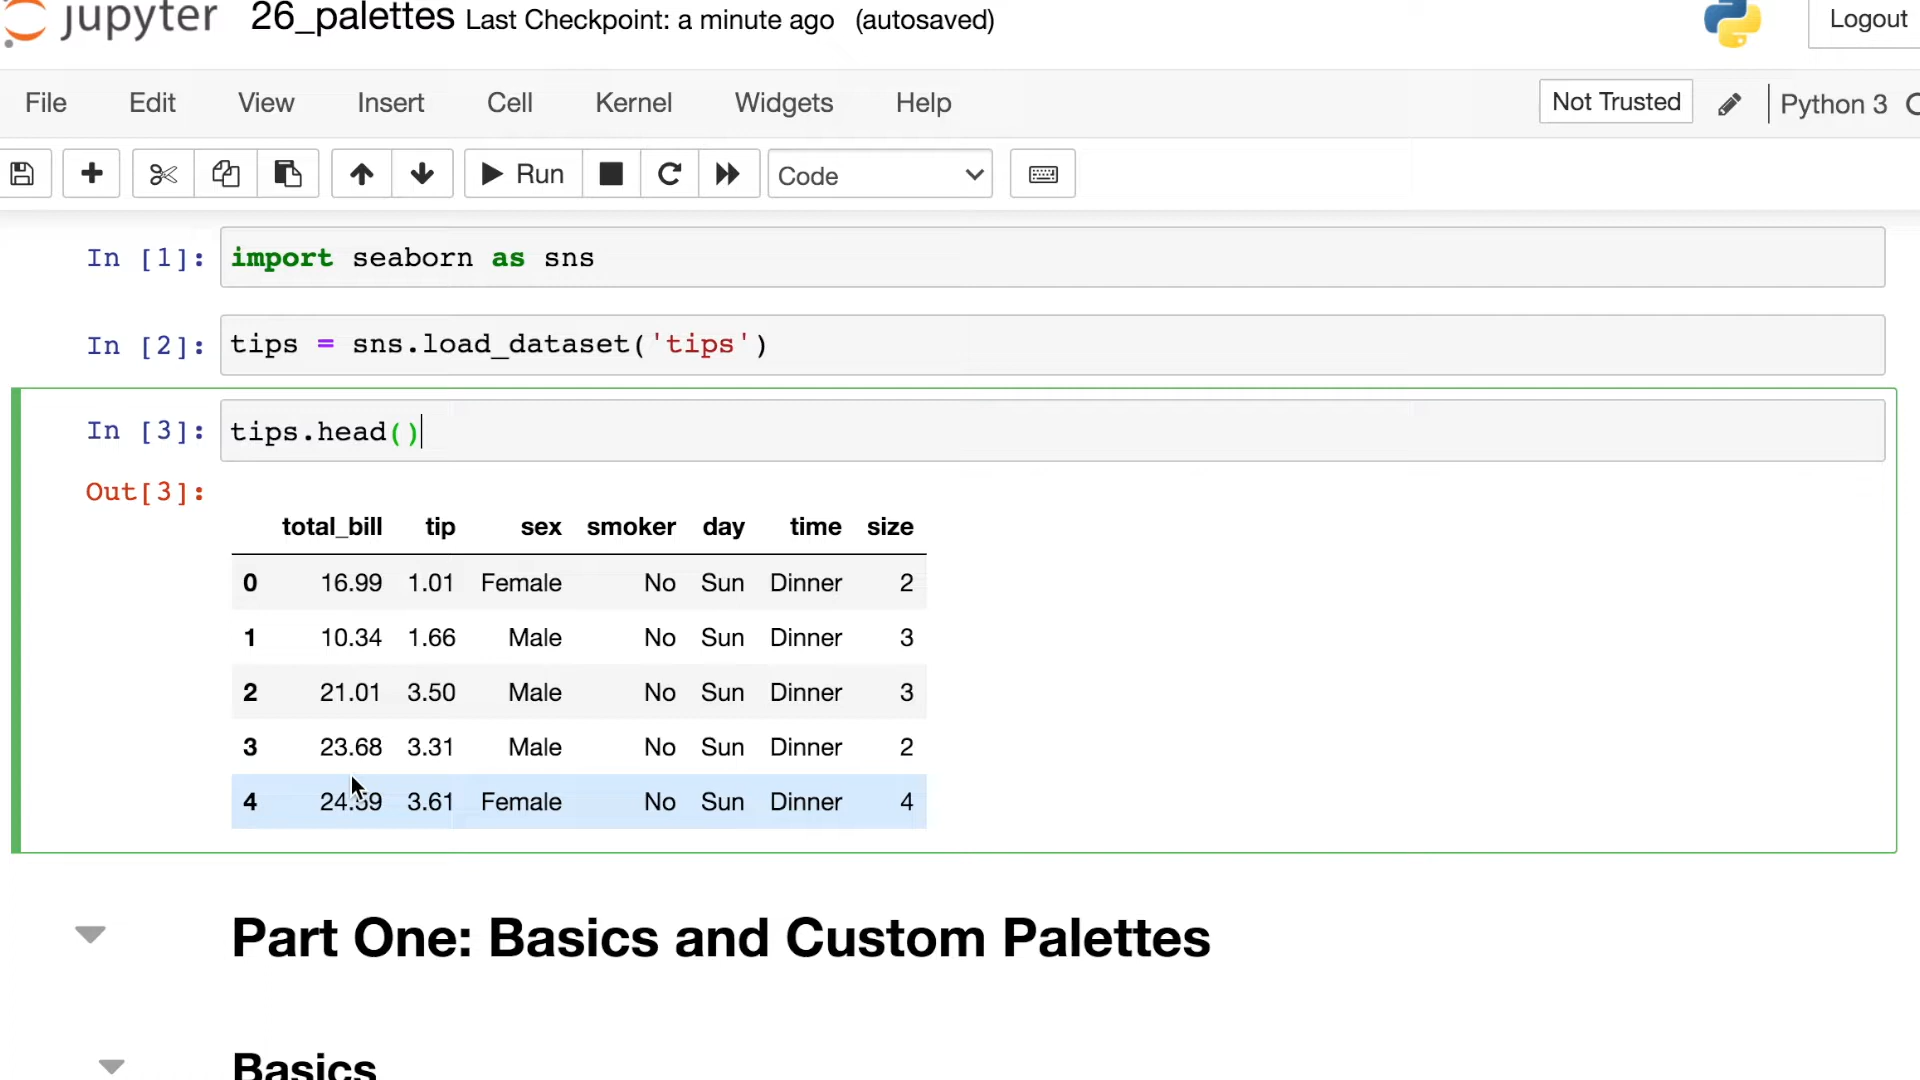 jupyter 26_palettes Last Checkpoint: a minute ago (autosaved) Logout
File Edit View Insert Cell Kernel Widgets Help Not Trusted Python 3
Run Code
In [1]: import seaborn as sns
In [2]: tips = sns.load_dataset('tips')
In [3]: tips.head()
Out[3]:
total_bill tip sex smoker day time size
0 16.99 1.01 Female No Sun Dinner 2
1 10.34 1.66 Male No Sun Dinner 3
2 21.01 3.50 Male No Sun Dinner 3
3 23.68 3.31 Male No Sun Dinner 2
4 24.59 3.61 Female No Sun Dinner 4
Part One: Basics and Custom Palettes
Basics